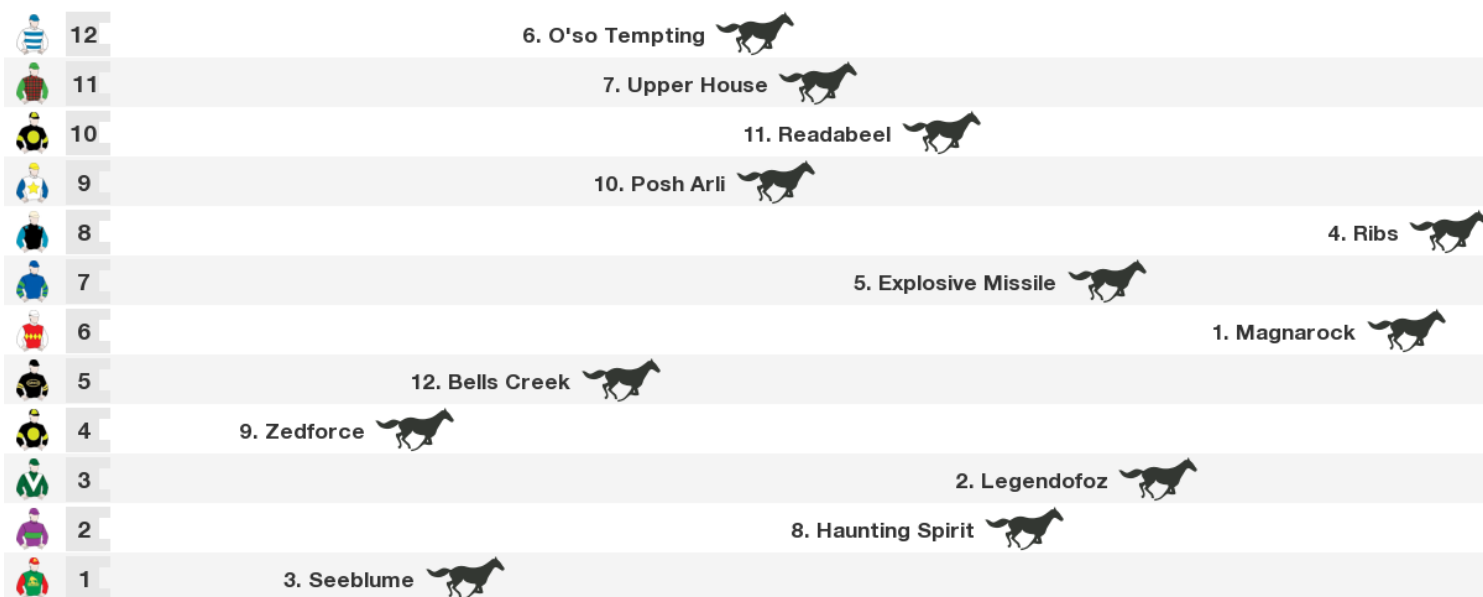 12 6. O'so Tempting
11 7. Upper House
10 11. Readabeel
9 10. Posh Arli
8 4. Ribs
7 5. Explosive Missile
6 1. Magnarock
5 12. Bells Creek
4 9. Zedforce
3 2. Legendofoz
2 8. Haunting Spirit
1 3. Seeblume